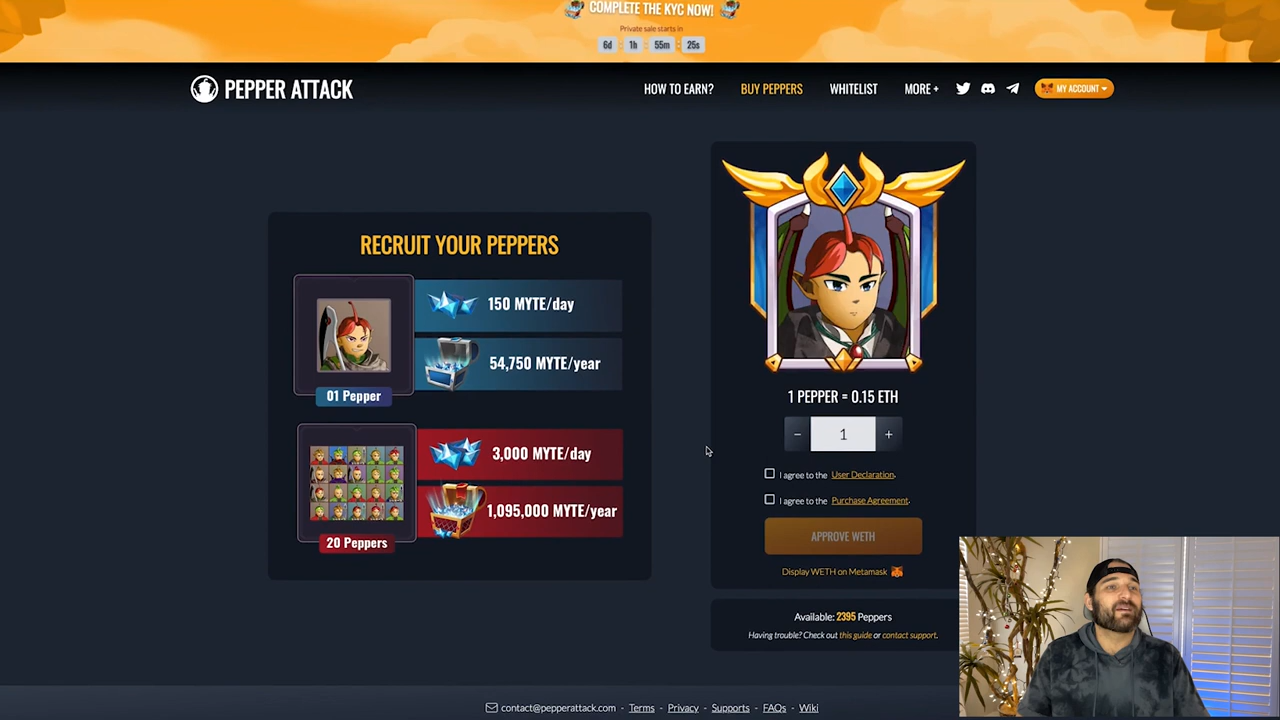 COMPLETE THE KYC NOW!
Private sale starts in
6d : 1h : 55m : 25s
PEPPER ATTACK
HOW TO EARN?
BUY PEPPERS
WHITELIST
MORE +
MY ACCOUNT
RECRUIT YOUR PEPPERS
150 MYTE/day
54,750 MYTE/year
01 Pepper
3,000 MYTE/day
1,095,000 MYTE/year
20 Peppers
1 PEPPER = 0.15 ETH
- 1 +
I agree to the User Declaration.
I agree to the Purchase Agreement.
APPROVE WETH
Display WETH on Metamask
Available: 2395 Peppers
Having trouble? Check out this guide or contact support.
contact@pepperattack.com - Terms - Privacy - Supports - FAQs - Wiki